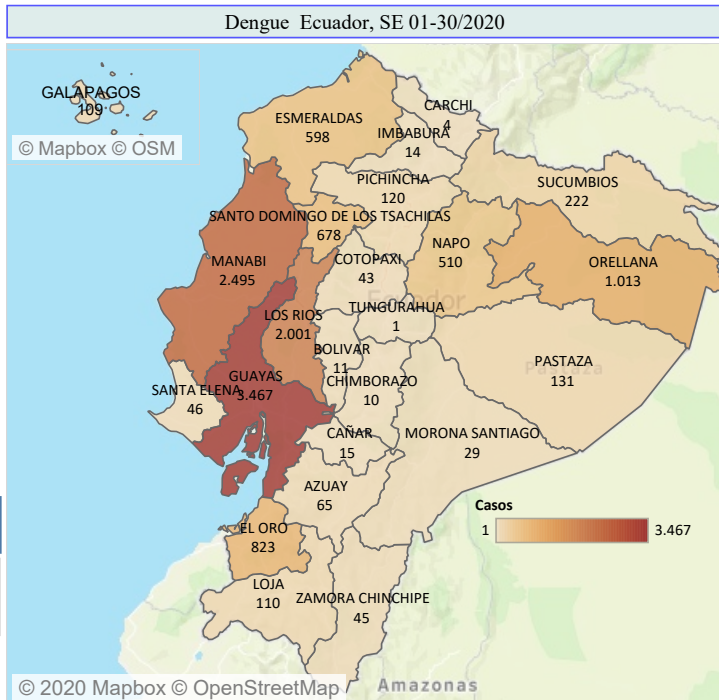 Dengue Ecuador, SE 01-30/2020
GALAPAGOS
109
© Mapbox © OSM
ESMERALDAS
598
CARCHI
4
IMBABURA
14
PICHINCHA
120
SUCUMBIOS
222
SANTO DOMINGO DE LOS TSACHILAS
678
NAPO
510
MANABI
2.495
COTOPAXI
43
ORELLANA
1.013
Ecuador
TUNGURAHUA
1
LOS RIOS
2.001
BOLIVAR
11
PASTAZA
Pastaza
131
GUAYAS
3.467
CHIMBORAZO
10
SANTA ELENA
46
CAÑAR
15
MORONA SANTIAGO
29
AZUAY
65
Casos
1
3.467
EL ORO
823
LOJA
110
ZAMORA CHINCHIPE
45
© 2020 Mapbox © OpenStreetMap
Amazonas